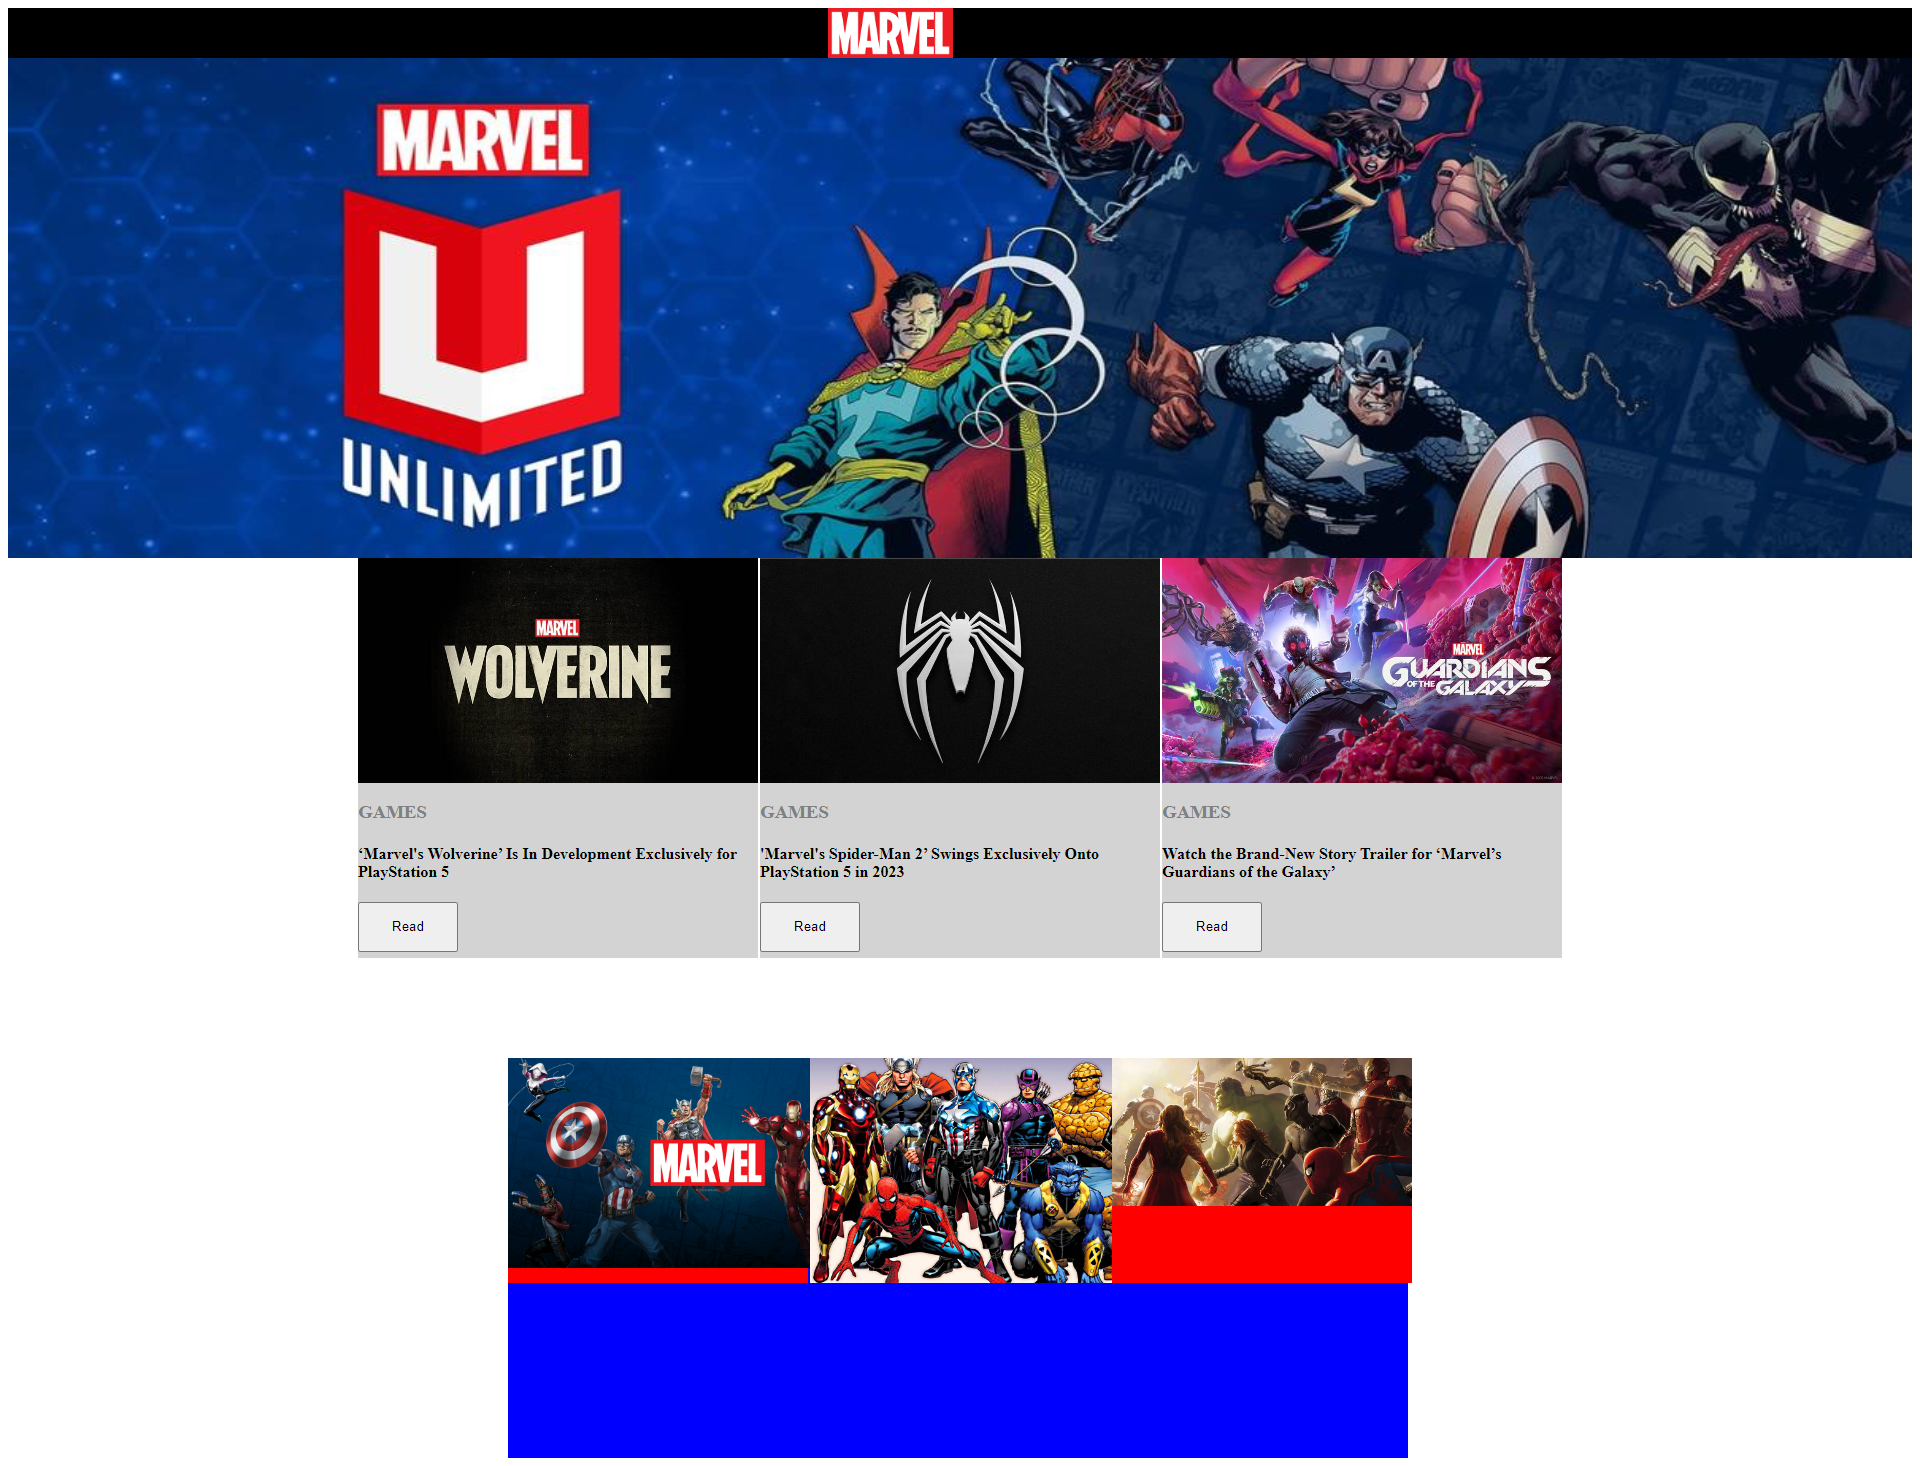 MARVEL
MARVEL
UNLIMITED
MARVEL
WOLVERINE
MARVEL
GUARDIANS
OF THE GALAXY
GAMES
GAMES
GAMES
‘Marvel's Wolverine’ Is In Development Exclusively for
PlayStation 5
'Marvel's Spider-Man 2’ Swings Exclusively Onto
PlayStation 5 in 2023
Watch the Brand-New Story Trailer for ‘Marvel’s
Guardians of the Galaxy’
Read
Read
Read
MARVEL